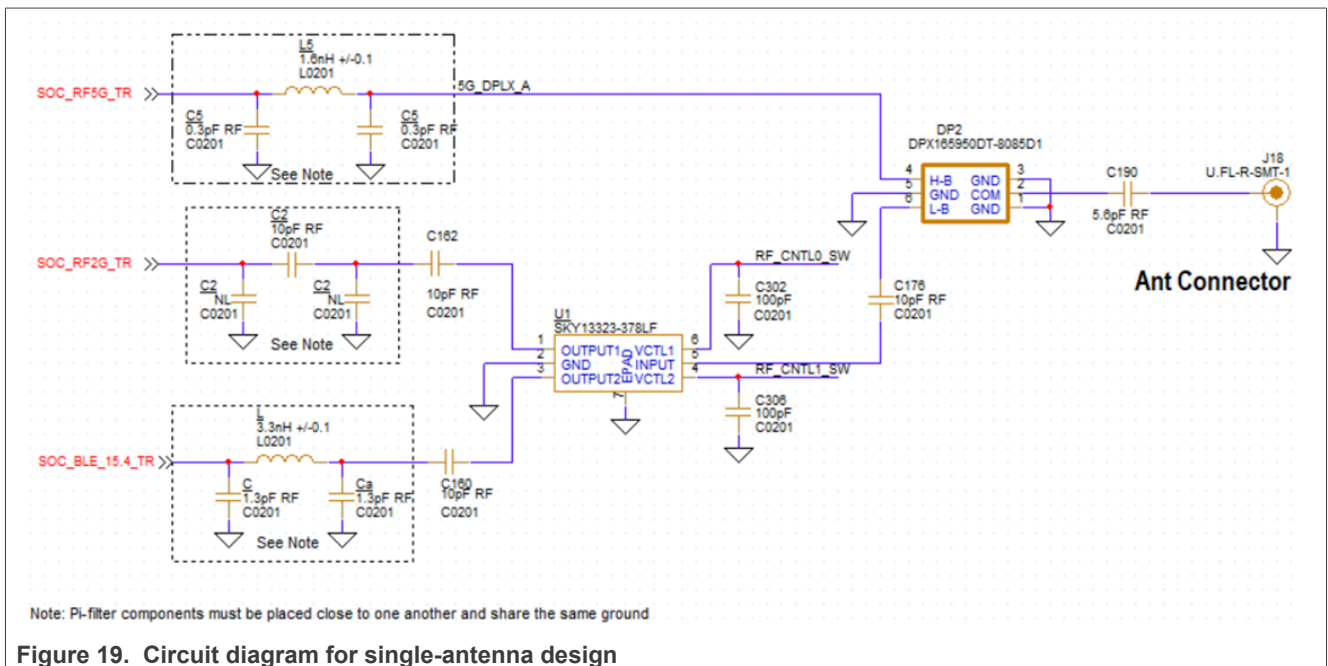 L5
1.6nH +/-0.1
L0201
SOC_RF5G_TR
5G_DPLX_A
C5
0.3pF RF
C0201
C5
0.3pF RF
C0201
See Note
DP2
DPX165950DT-8085D1
4
5
6
H-B GND
GND COM
L-B GND
3
2
1
C190
5.6pF RF
C0201
J18
U.FL-R-SMT-1
Ant Connector
C2
10pF RF
C0201
SOC_RF2G_TR
C2
NL
C0201
C2
NL
C0201
See Note
C162
10pF RF
C0201
RF_CNTL0_SW
C302
100pF
C0201
C176
10pF RF
C0201
U1
SKY13323-378LF
1
2
3
OUTPUT1 VCTL1
GND INPUT
OUTPUT2 VCTL2
EPAD
6
5
4
7
RF_CNTL1_SW
C306
100pF
C0201
L
3.3nH +/-0.1
L0201
SOC_BLE_15.4_TR
C
1.3pF RF
C0201
Ca
1.3pF RF
C0201
See Note
C160
10pF RF
C0201
Note: Pi-filter components must be placed close to one another and share the same ground
Figure 19. Circuit diagram for single-antenna design